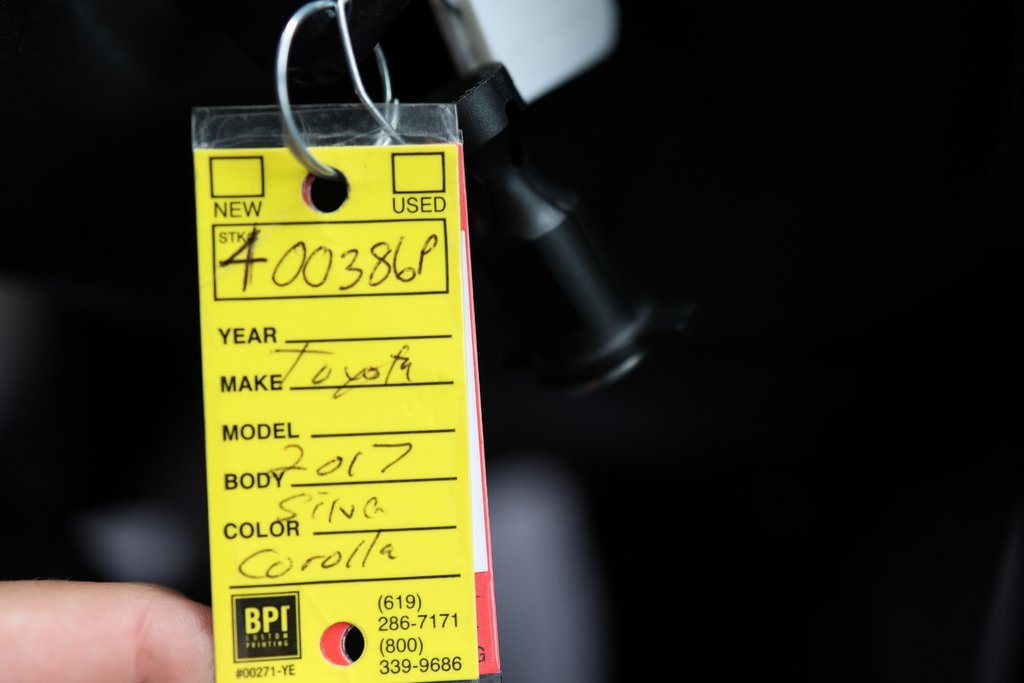 NEW USED
STK#
400386P
YEAR
MAKE Toyota
MODEL
BODY 2017
COLOR Silva
Corolla
BPI
CUSTOM
PRINTING
#00271-YE
(619)
286-7171
(800)
339-9686
G